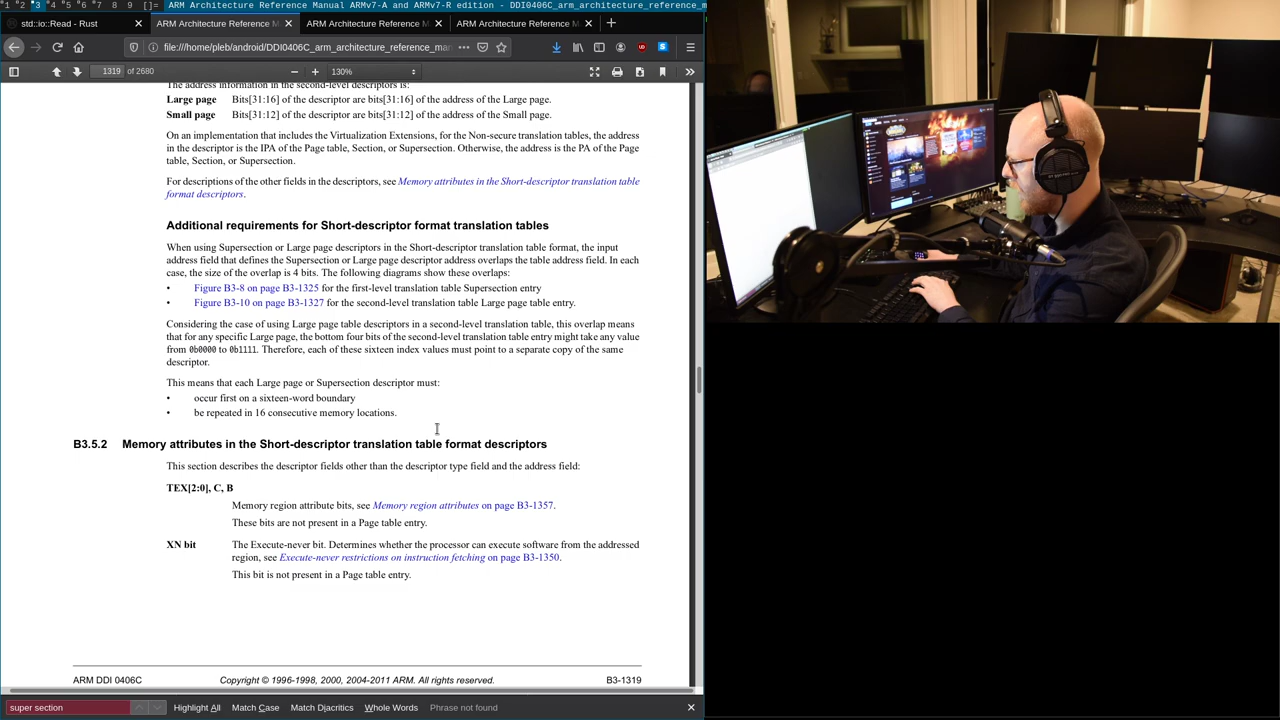 1 2 3 4 5 6 7 8 9 []= ARM Architecture Reference Manual ARMv7-A and ARMv7-R edition - DDI0406C_arm_architecture_reference_m
std::io::Read - Rust
ARM Architecture Reference M
ARM Architecture Reference M
ARM Architecture Reference M
file:///home/pleb/android/DDI0406C_arm_architecture_reference_man
1319 of 2680
130%
The address information in the second-level descriptors is:
Large page Bits[31:16] of the descriptor are bits[31:16] of the address of the Large page.
Small page Bits[31:12] of the descriptor are bits[31:12] of the address of the Small page.
On an implementation that includes the Virtualization Extensions, for the Non-secure translation tables, the address
in the descriptor is the IPA of the Page table, Section, or Supersection. Otherwise, the address is the PA of the Page
table, Section, or Supersection.
For descriptions of the other fields in the descriptors, see Memory attributes in the Short-descriptor translation table
format descriptors.
Additional requirements for Short-descriptor format translation tables
When using Supersection or Large page descriptors in the Short-descriptor translation table format, the input
address field that defines the Supersection or Large page descriptor address overlaps the table address field. In each
case, the size of the overlap is 4 bits. The following diagrams show these overlaps:
• Figure B3-8 on page B3-1325 for the first-level translation table Supersection entry
• Figure B3-10 on page B3-1327 for the second-level translation table Large page table entry.
Considering the case of using Large page table descriptors in a second-level translation table, this overlap means
that for any specific Large page, the bottom four bits of the second-level translation table entry might take any value
from 0b0000 to 0b1111. Therefore, each of these sixteen index values must point to a separate copy of the same
descriptor.
This means that each Large page or Supersection descriptor must:
• occur first on a sixteen-word boundary
• be repeated in 16 consecutive memory locations.
B3.5.2 Memory attributes in the Short-descriptor translation table format descriptors
This section describes the descriptor fields other than the descriptor type field and the address field:
TEX[2:0], C, B
Memory region attribute bits, see Memory region attributes on page B3-1357.
These bits are not present in a Page table entry.
XN bit The Execute-never bit. Determines whether the processor can execute software from the addressed
region, see Execute-never restrictions on instruction fetching on page B3-1350.
This bit is not present in a Page table entry.
ARM DDI 0406C Copyright © 1996-1998, 2000, 2004-2011 ARM. All rights reserved. B3-1319
super section Highlight All Match Case Match Diacritics Whole Words Phrase not found